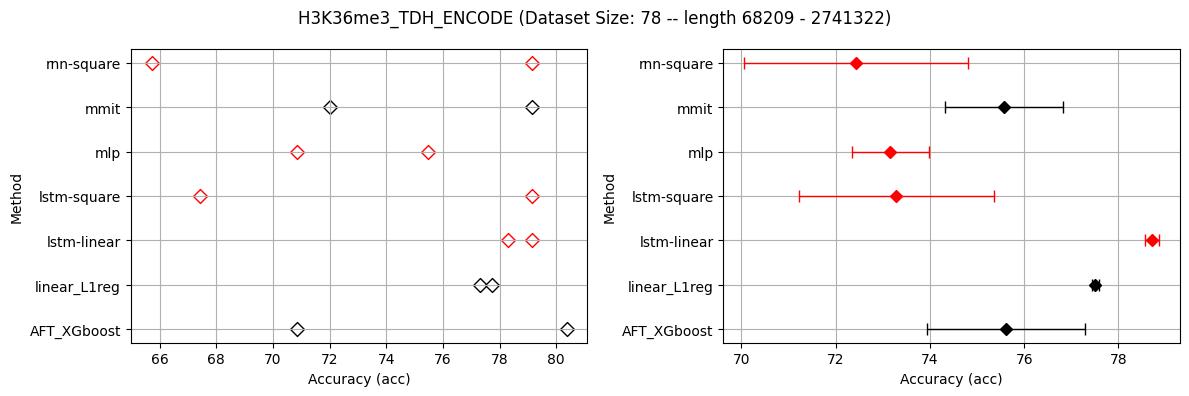 H3K36me3_TDH_ENCODE (Dataset Size: 78 -- length 68209 - 2741322)
Method
rnn-square
mmit
mlp
lstm-square
lstm-linear
linear_L1reg
AFT_XGboost
66 68 70 72 74 76 78 80
Accuracy (acc)
Method
rnn-square
mmit
mlp
lstm-square
lstm-linear
linear_L1reg
AFT_XGboost
70 72 74 76 78
Accuracy (acc)